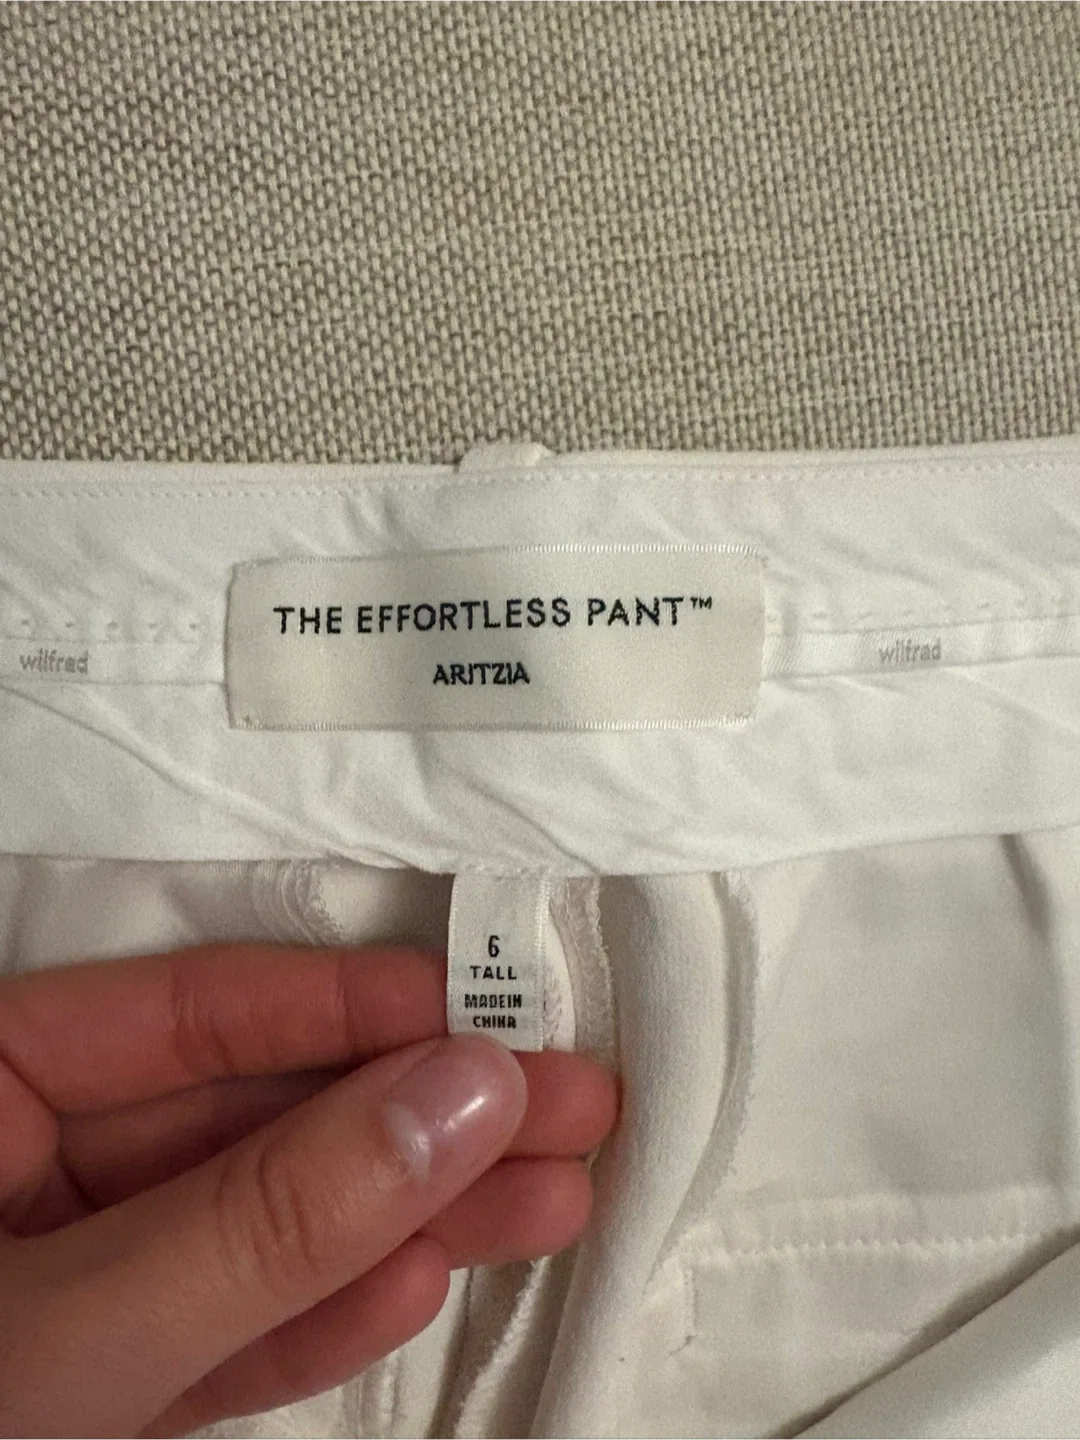 THE EFFORTLESS PANT™
ARITZIA
wilfred
wilfred
6
TALL
MADE IN
CHINA